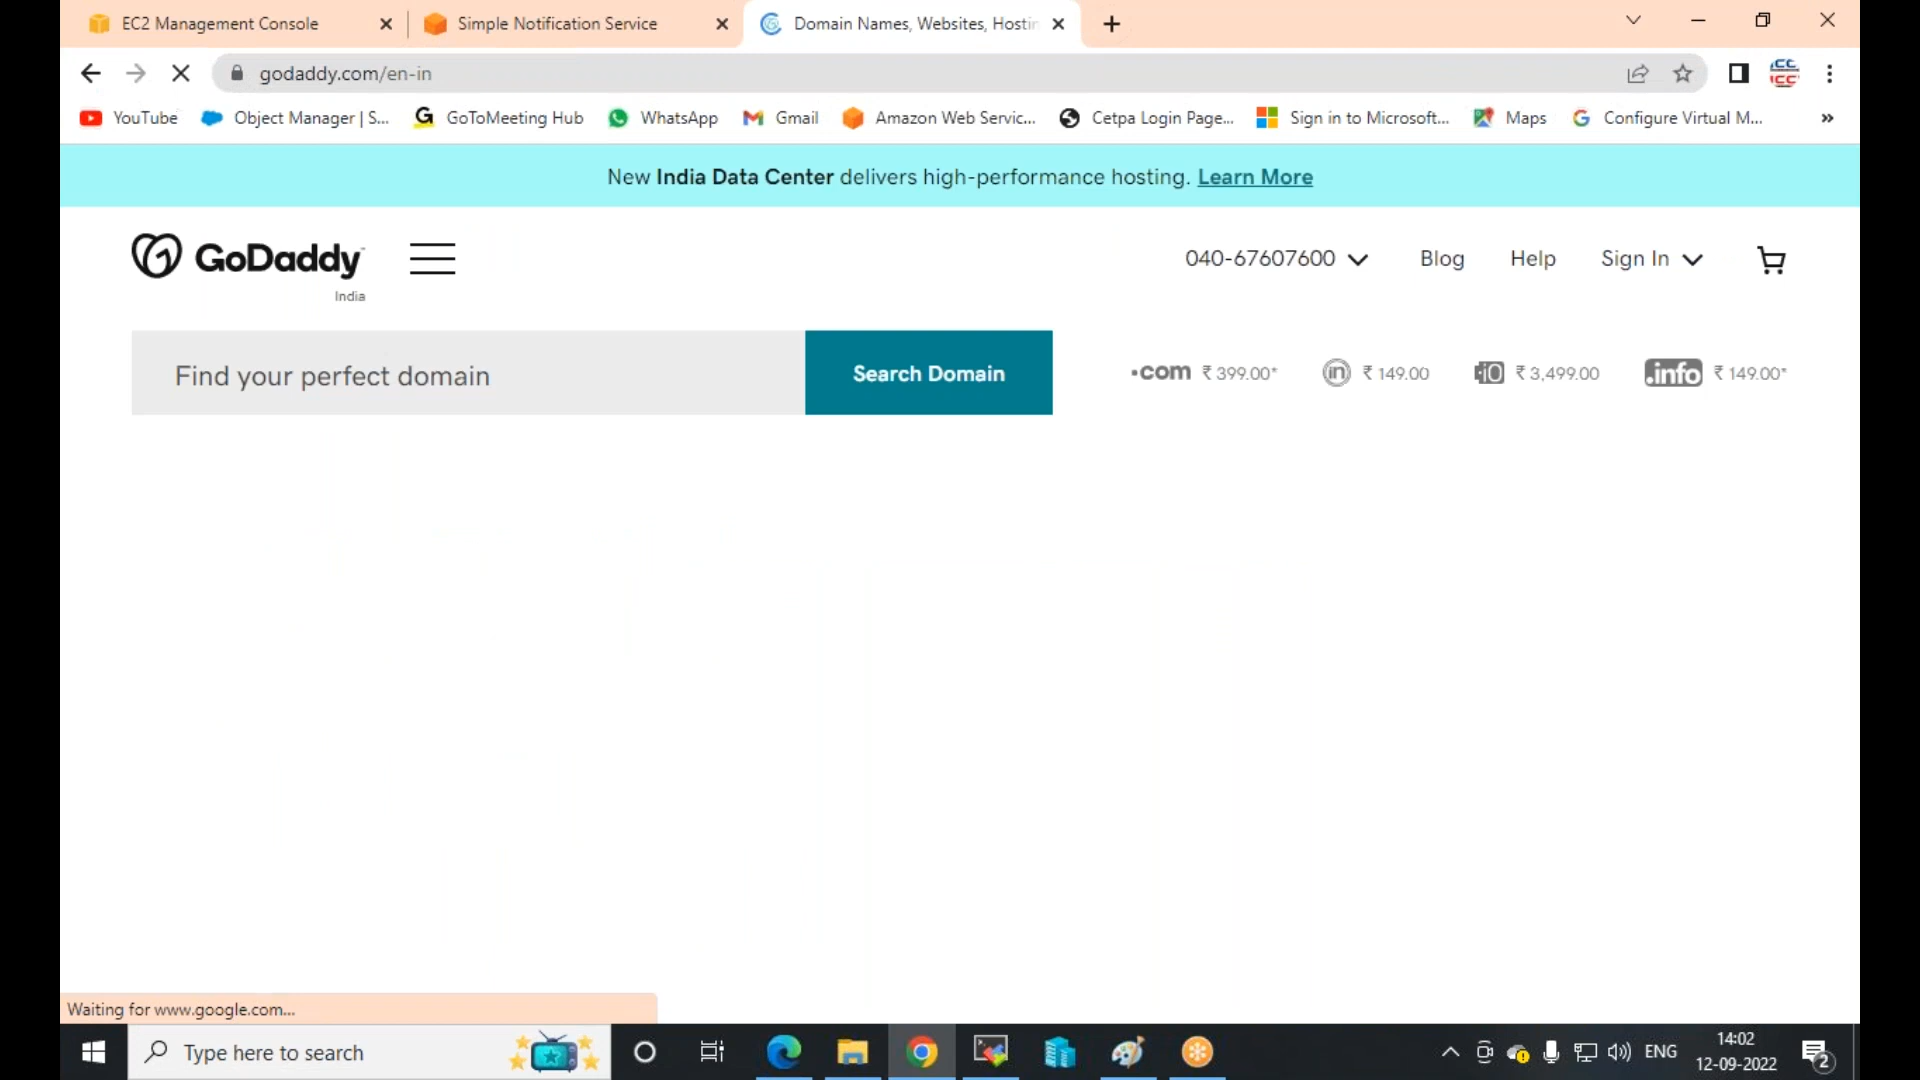 EC2 Management Console
Simple Notification Service
Domain Names, Websites, Hostin
godaddy.com/en-in
YouTube
Object Manager | S...
GoToMeeting Hub
WhatsApp
Gmail
Amazon Web Servic...
Cetpa Login Page...
Sign in to Microsoft...
Maps
Configure Virtual M...
»
New India Data Center delivers high-performance hosting. Learn More
GoDaddy
India
040-67607600
Blog
Help
Sign In
Find your perfect domain
Search Domain
.com ₹ 399.00*
in ₹ 149.00
.io ₹ 3,499.00
.info ₹ 149.00*
Waiting for www.google.com...
Type here to search
ENG
14:02
12-09-2022
2